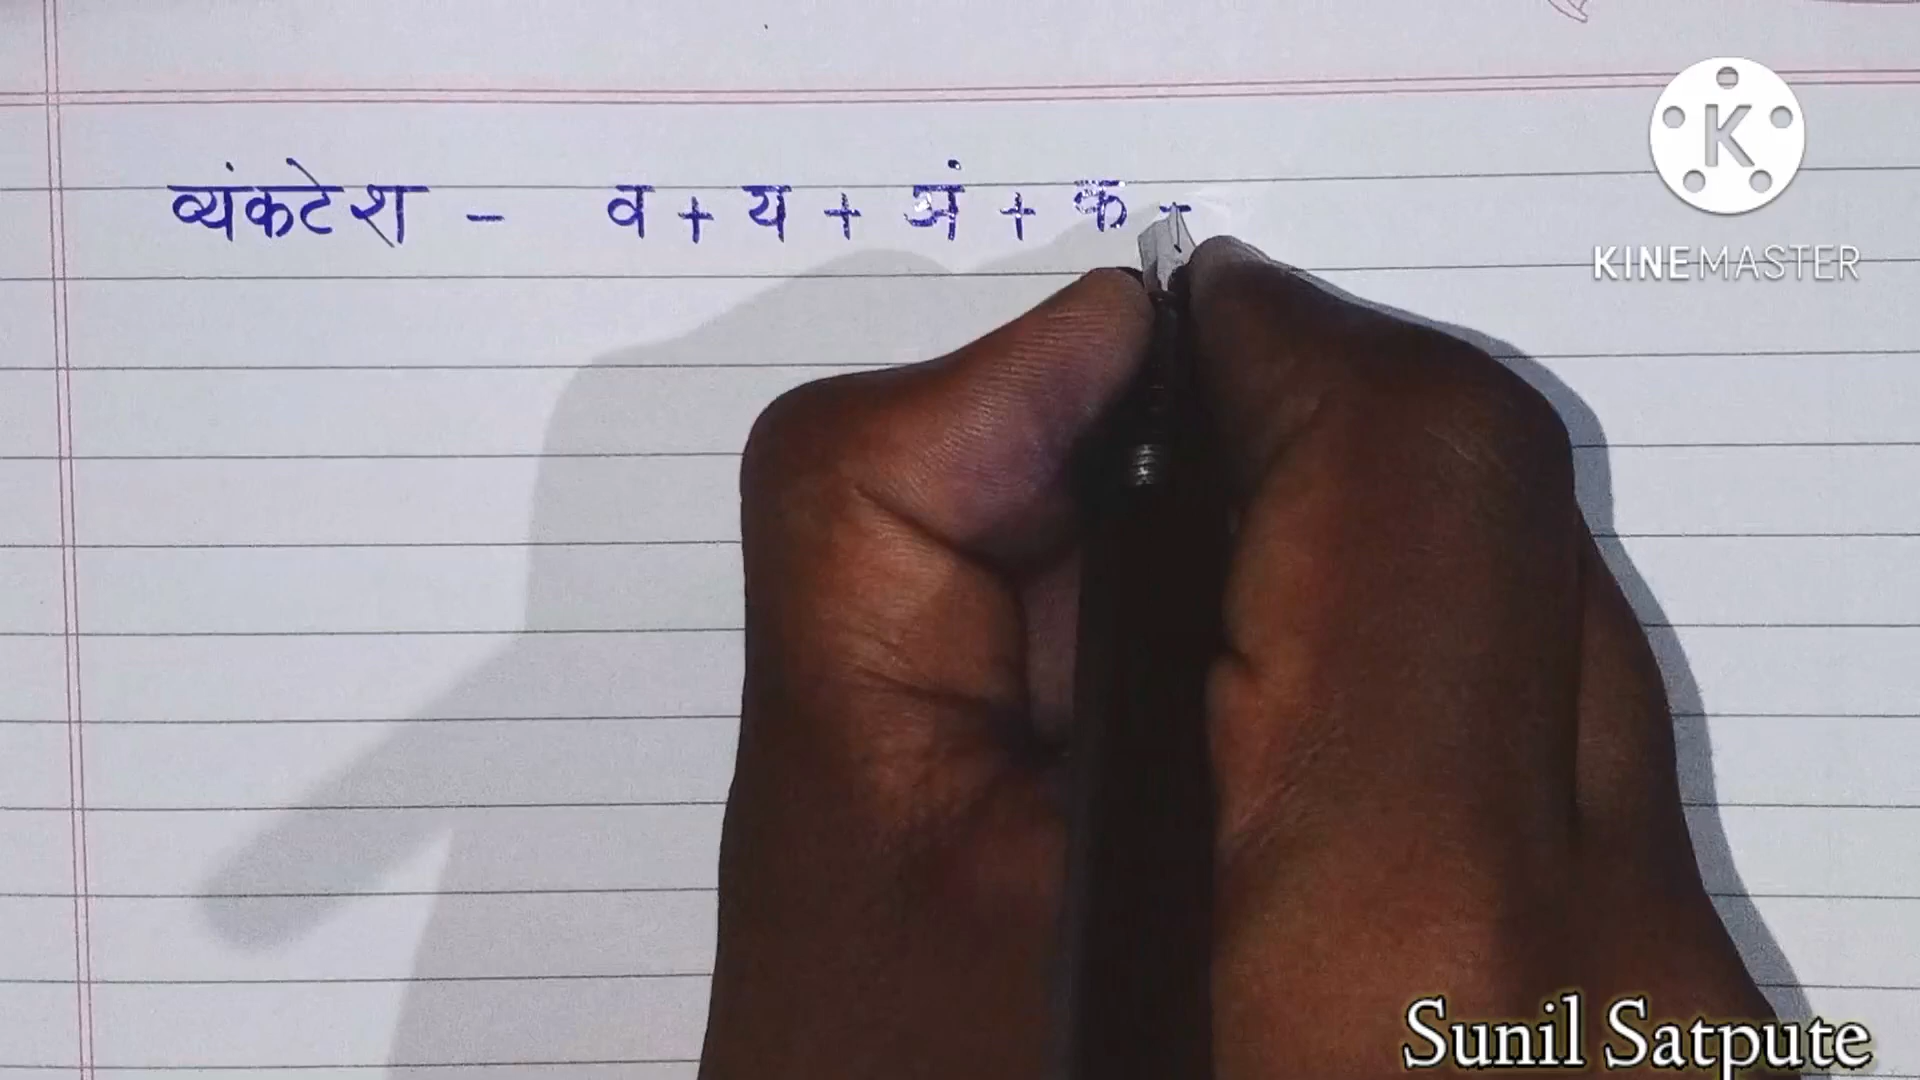 व्यंकटेश - व + य + अं + क +
KINEMASTER
Sunil Satpute